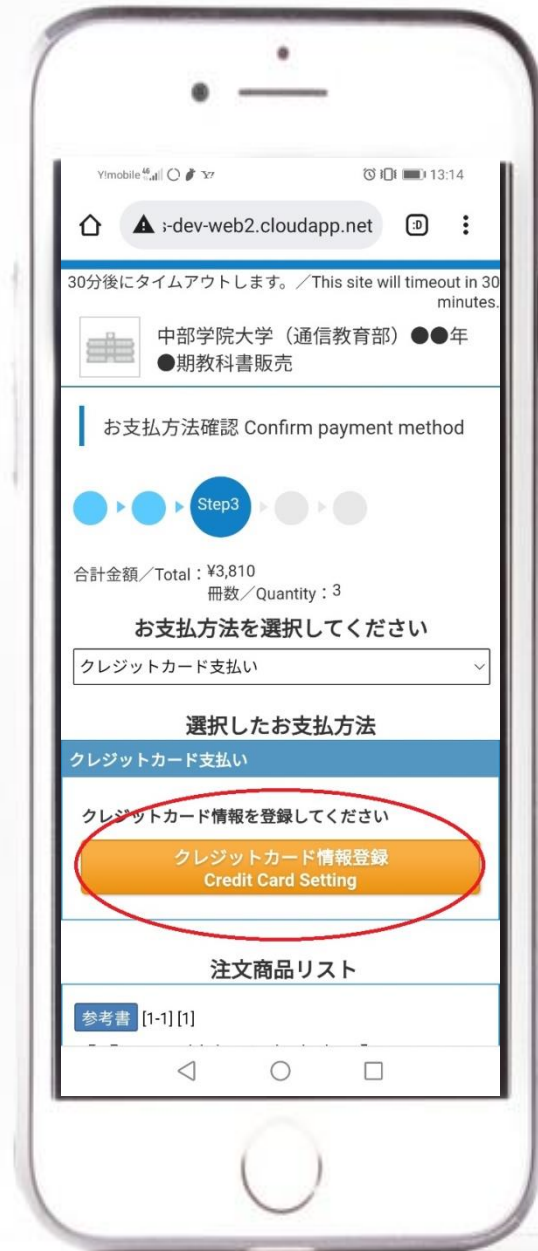 Y!mobile 13:14
s-dev-web2.cloudapp.net :D
30分後にタイムアウトします。／This site will timeout in 30
minutes.
中部学院大学（通信教育部）●●年
●期教科書販売
お支払方法確認 Confirm payment method
Step3
合計金額／Total：¥3,810
冊数／Quantity：3
お支払方法を選択してください
クレジットカード支払い
選択したお支払方法
クレジットカード支払い
クレジットカード情報を登録してください
クレジットカード情報登録
Credit Card Setting
注文商品リスト
参考書 [1-1] [1]